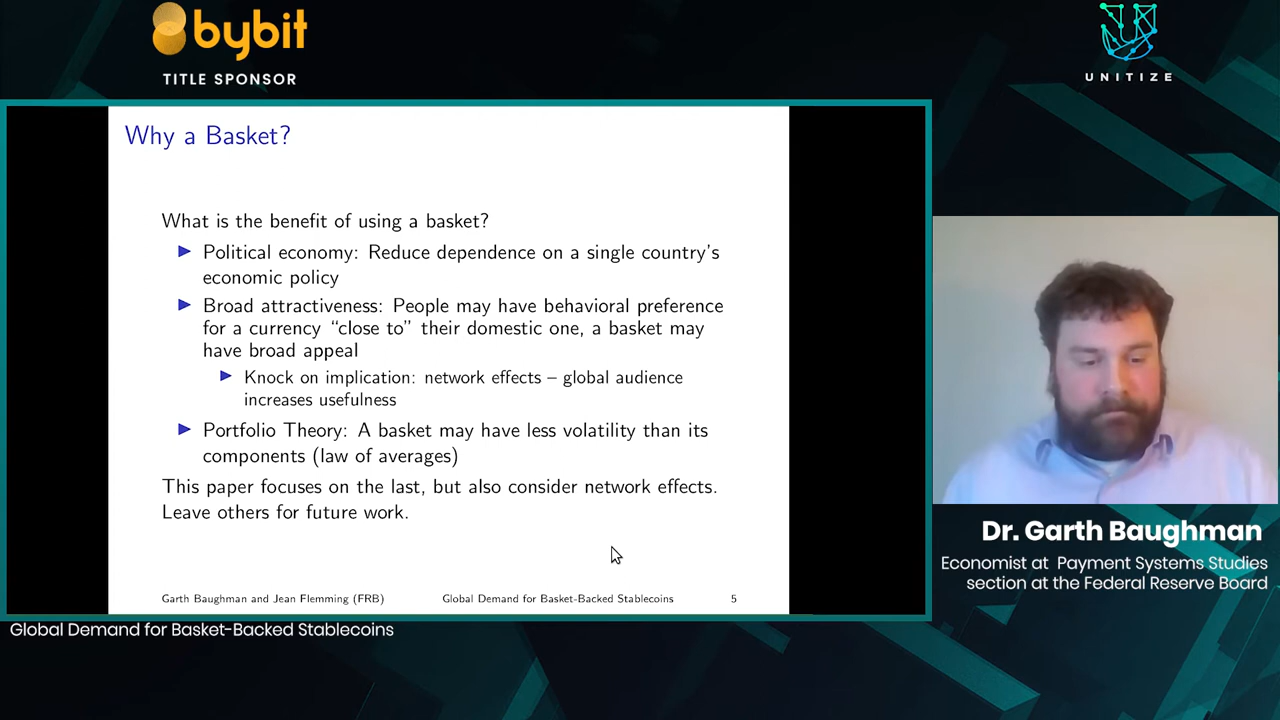 bybit
TITLE SPONSOR
UNITIZE
Why a Basket?
What is the benefit of using a basket?
Political economy: Reduce dependence on a single country's
economic policy
Broad attractiveness: People may have behavioral preference
for a currency “close to” their domestic one, a basket may
have broad appeal
Knock on implication: network effects – global audience
increases usefulness
Portfolio Theory: A basket may have less volatility than its
components (law of averages)
This paper focuses on the last, but also consider network effects.
Leave others for future work.
Garth Baughman and Jean Flemming (FRB)
Global Demand for Basket-Backed Stablecoins
5
Dr. Garth Baughman
Economist at Payment Systems Studies
section at the Federal Reserve Board
Global Demand for Basket-Backed Stablecoins